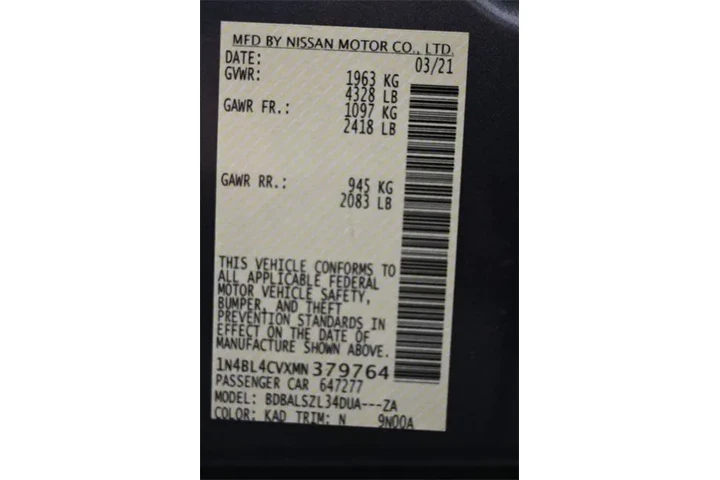 MFD BY NISSAN MOTOR CO., LTD.
DATE: 03/21
GVWR: 1963 KG
4328 LB
GAWR FR.: 1097 KG
2418 LB
GAWR RR.: 945 KG
2083 LB
THIS VEHICLE CONFORMS TO
ALL APPLICABLE FEDERAL
MOTOR VEHICLE SAFETY,
BUMPER, AND THEFT
PREVENTION STANDARDS IN
EFFECT ON THE DATE OF
MANUFACTURE SHOWN ABOVE.
1N4BL4CVXMN379764
PASSENGER CAR 647277
MODEL: BDBALSZL34DUA---ZA
COLOR: KAD TRIM: N 9N00A